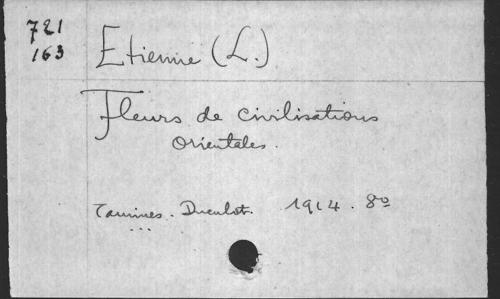 721
163
Etienne (L.)
Fleurs de civilisations
orientales.
Tamines. Duculot. 1914. 8º
...